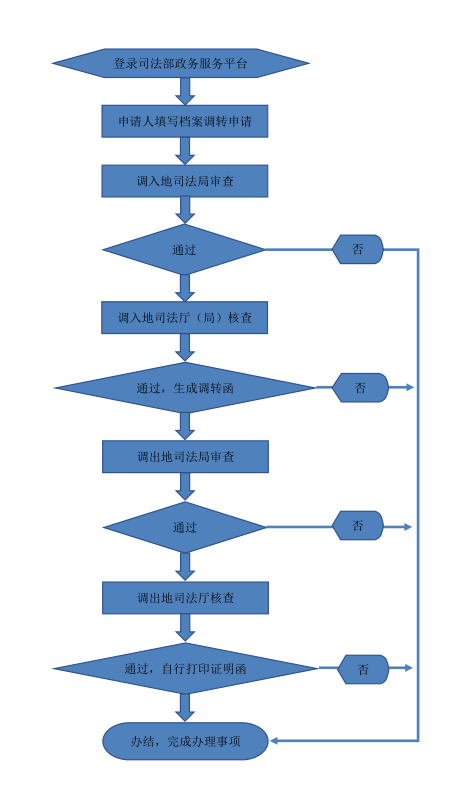 登录司法部政务服务平台
申请人填写档案调转申请
调入地司法局审查
通过
否
调入地司法厅（局）核查
通过，生成调转函
否
调出地司法局审查
通过
否
调出地司法厅核查
通过，自行打印证明函
否
办结，完成办理事项